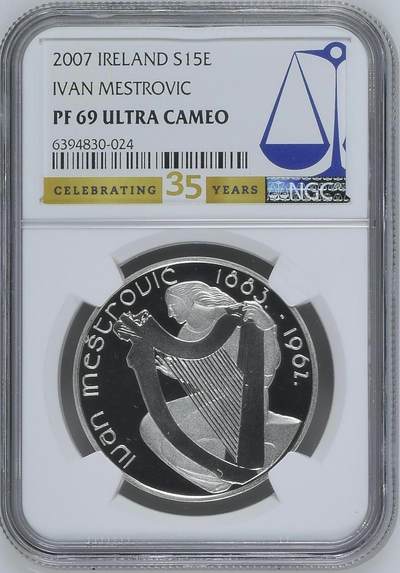 2007 IRELAND S15E
IVAN MESTROVIC
PF 69 ULTRA CAMEO
6394830-024
CELEBRATING 35 YEARS
NGC
ivan meštrović 1883. - 1962.